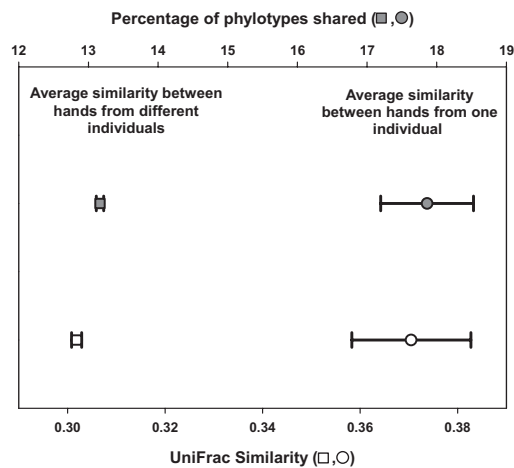 Percentage of phylotypes shared (■,●)
12 13 14 15 16 17 18 19
Average similarity between
hands from different
individuals
Average similarity
between hands from one
individual
0.30 0.32 0.34 0.36 0.38
UniFrac Similarity (□,○)